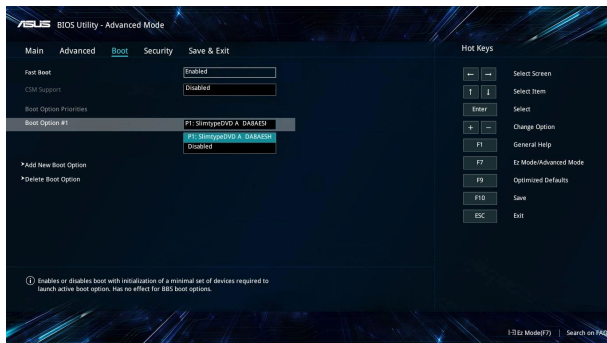 ASUS BIOS Utility - Advanced Mode
Main Advanced Boot Security Save & Exit
Hot Keys
Fast Boot Enabled
CSM Support Disabled
Boot Option Priorities
Boot Option #1 P1: SlimtypeDVD A DA8AESH
P1: SlimtypeDVD A DA8AESH
Disabled
Add New Boot Option
Delete Boot Option
← → Select Screen
↑ ↓ Select Item
Enter Select
+ − Change Option
F1 General Help
F7 Ez Mode/Advanced Mode
F9 Optimized Defaults
F10 Save
ESC Exit
Enables or disables boot with initialization of a minimal set of devices required to
launch active boot option. Has no effect for BBS boot options.
Ez Mode(F7) | Search on FAQ